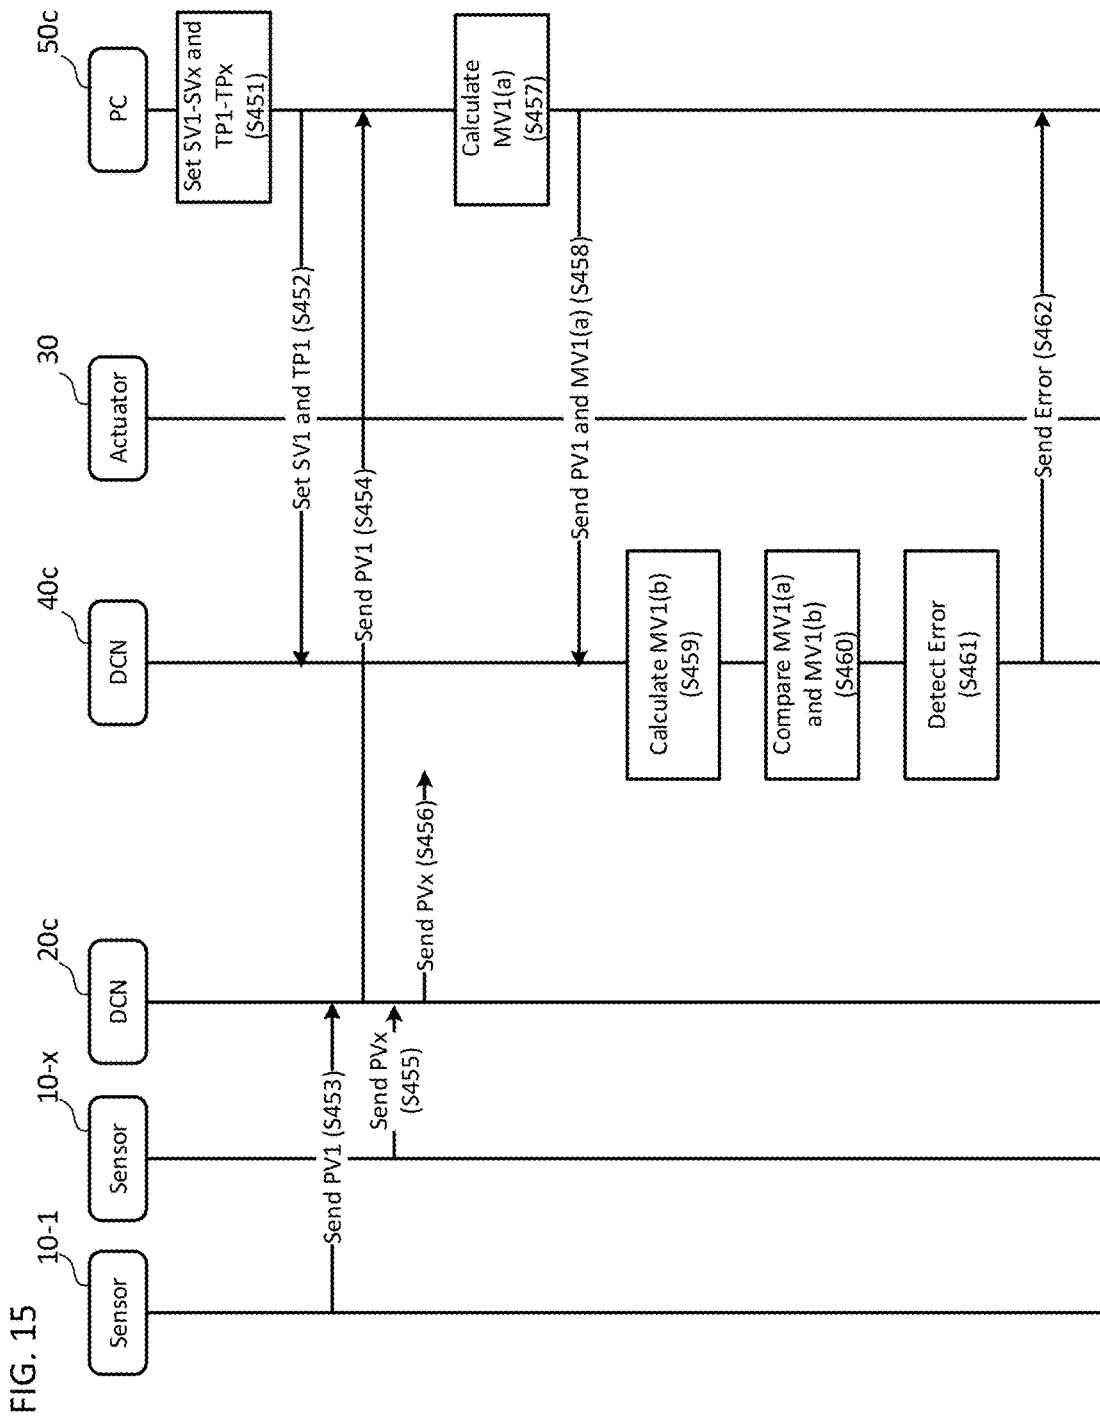 FIG. 15
10-1
10-x
20c
40c
30
50c
Sensor
Sensor
DCN
DCN
Actuator
PC
Set SV1-SVx and
TP1-TPx
(S451)
Set SV1 and TP1 (S452)
Send PV1 (S453)
Send PV1 (S454)
Send PVx
(S455)
Send PVx (S456)
Calculate
MV1(a)
(S457)
Send PV1 and MV1(a) (S458)
Calculate MV1(b)
(S459)
Compare MV1(a)
and MV1(b)
(S460)
Detect Error
(S461)
Send Error (S462)